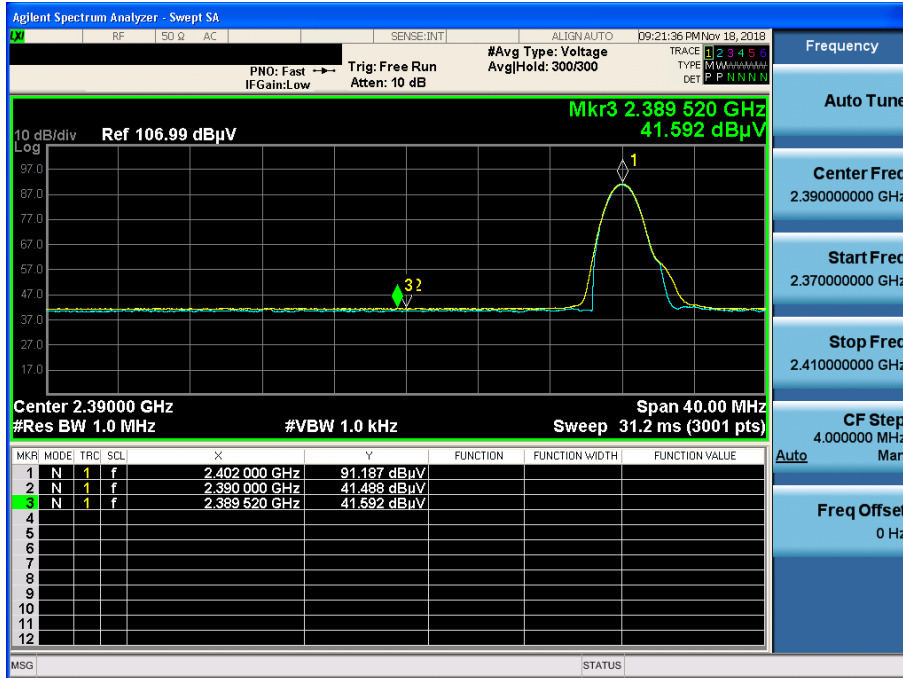 Agilent Spectrum Analyzer - Swept SA
LXI RF 50 Ω AC SENSE:INT ALIGN AUTO 09:21:36 PM Nov 18, 2018
Frequency
PNO: Fast Trig: Free Run #Avg Type: Voltage TRACE 1 2 3 4 5 6
IFGain:Low Atten: 10 dB Avg|Hold: 300/300 TYPE M W W W W W
DET P P N N N N
Auto Tune
Mkr3 2.389 520 GHz
41.592 dBµV
10 dB/div Ref 106.99 dBµV
Log
97.0
87.0
77.0
67.0
57.0
47.0
37.0
27.0
17.0
1
3 2
Center Freq
2.390000000 GHz
Start Freq
2.370000000 GHz
Stop Freq
2.410000000 GHz
Center 2.39000 GHz Span 40.00 MHz
#Res BW 1.0 MHz #VBW 1.0 kHz Sweep 31.2 ms (3001 pts)
CF Step
4.000000 MHz
Auto Man
Freq Offset
0 Hz
MKR MODE TRC SCL X Y FUNCTION FUNCTION WIDTH FUNCTION VALUE
1 N 1 f 2.402 000 GHz 91.187 dBµV
2 N 1 f 2.390 000 GHz 41.488 dBµV
3 N 1 f 2.389 520 GHz 41.592 dBµV
4
5
6
7
8
9
10
11
12
MSG STATUS